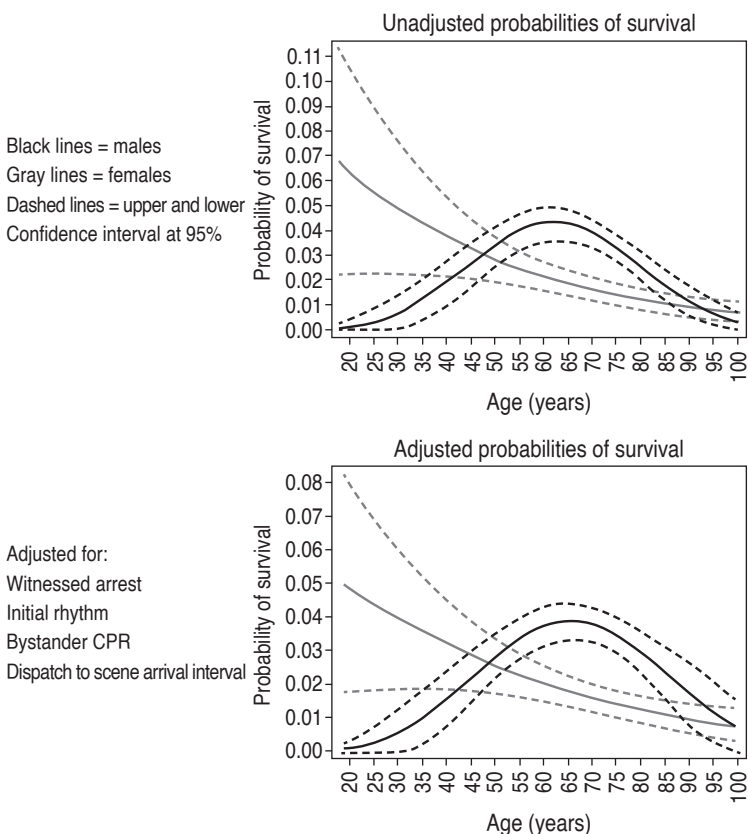 Unadjusted probabilities of survival
Black lines = males
Gray lines = females
Dashed lines = upper and lower
Confidence interval at 95%
Probability of survival
0.11
0.10
0.09
0.08
0.07
0.06
0.05
0.04
0.03
0.02
0.01
0.00
20 25 30 35 40 45 50 55 60 65 70 75 80 85 90 95 100
Age (years)
Adjusted probabilities of survival
Adjusted for:
Witnessed arrest
Initial rhythm
Bystander CPR
Dispatch to scene arrival interval
Probability of survival
0.08
0.07
0.06
0.05
0.04
0.03
0.02
0.01
0.00
20 25 30 35 40 45 50 55 60 65 70 75 80 85 90 95 100
Age (years)